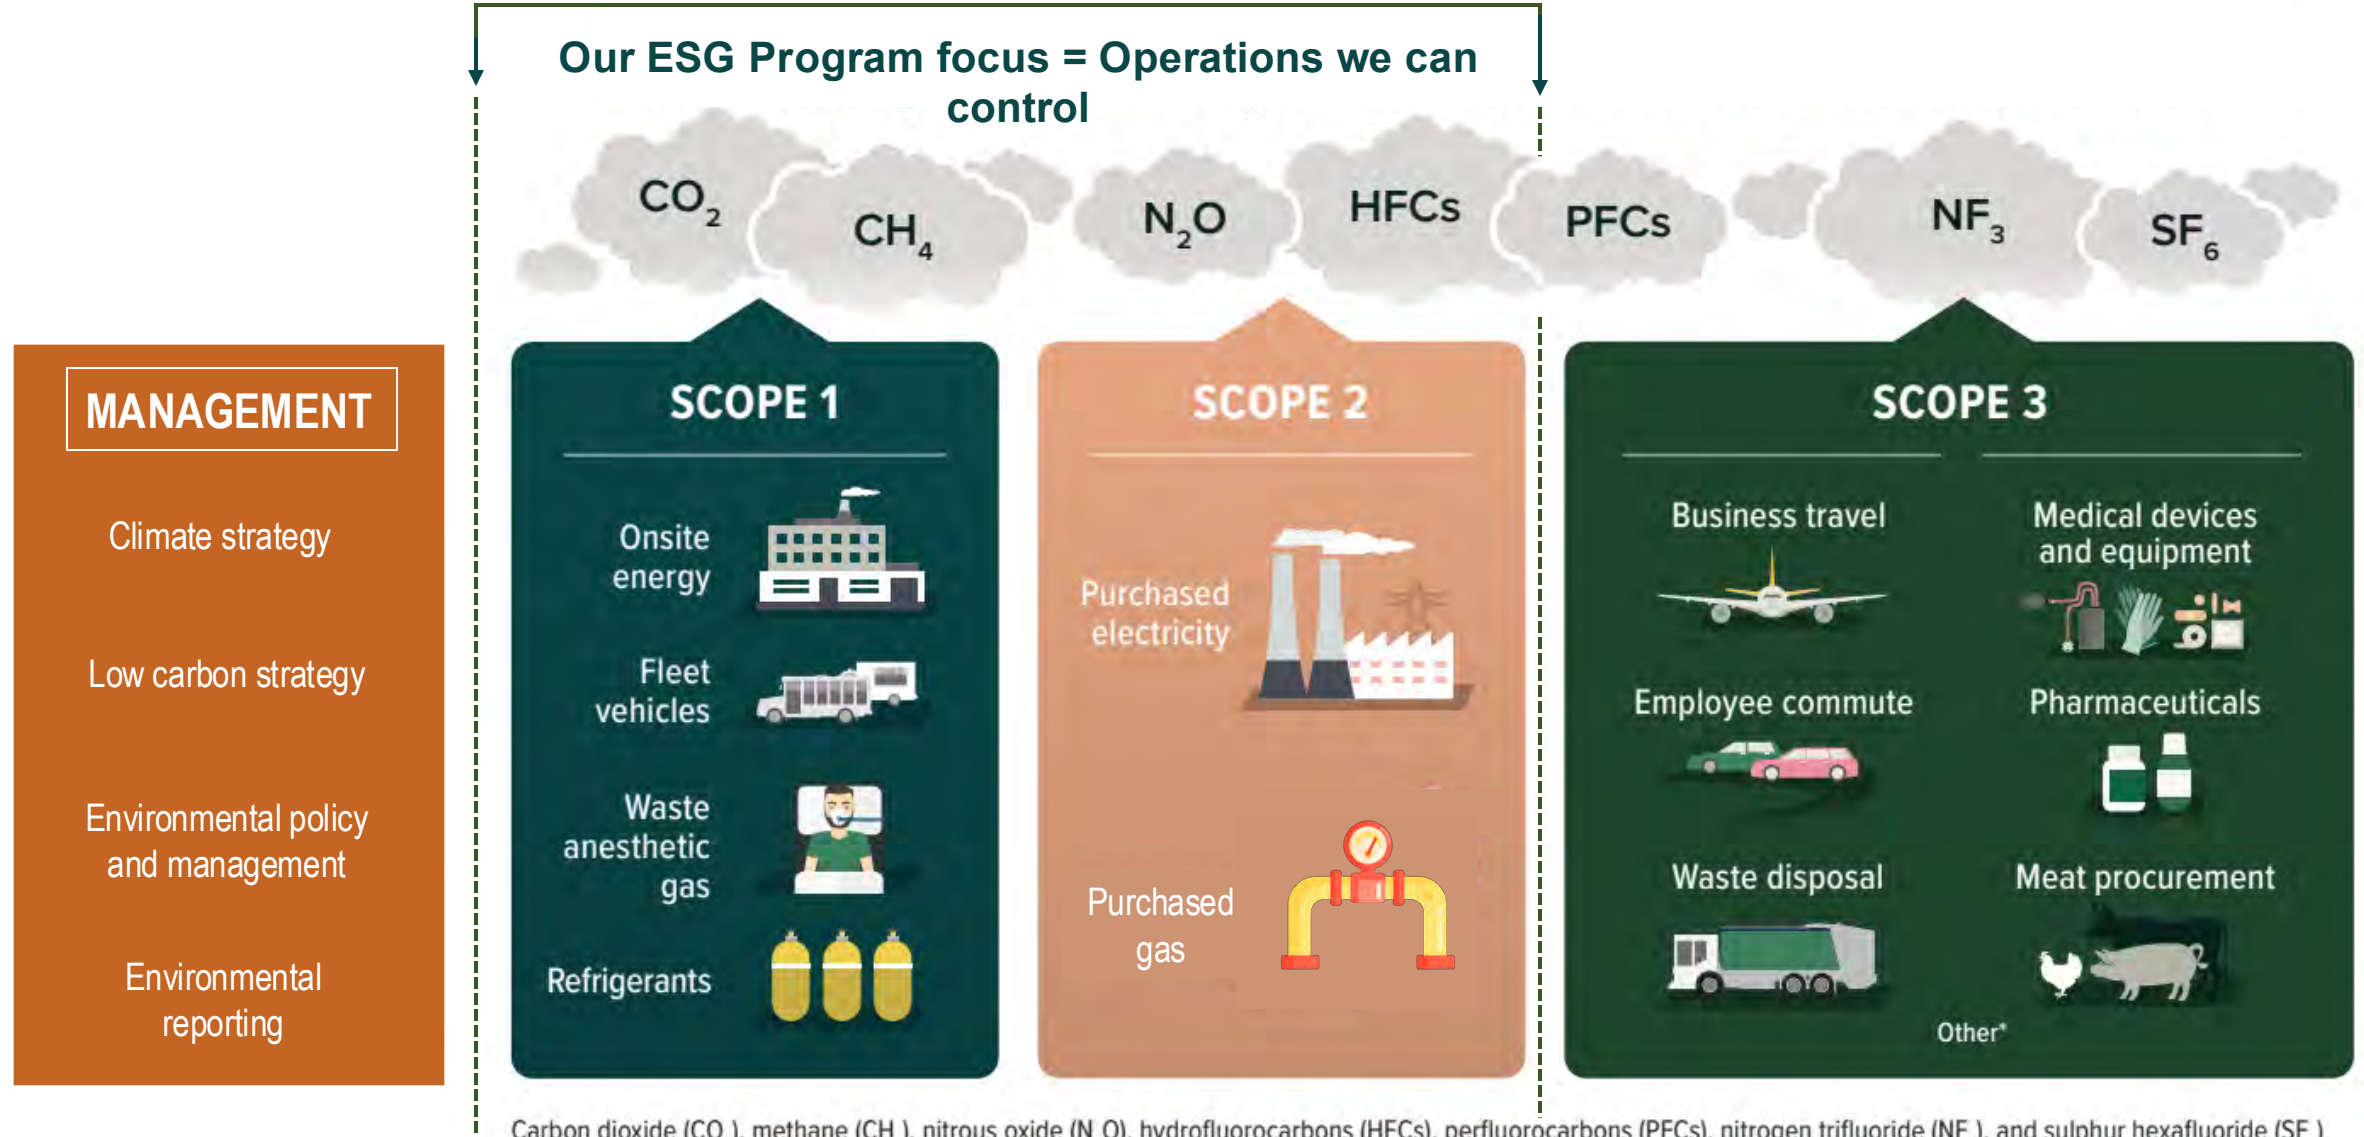 Our ESG Program focus = Operations we can
control
CO₂
CH₄
N₂O
HFCs
PFCs
NF₃
SF₆
MANAGEMENT
Climate strategy
Low carbon strategy
Environmental policy
and management
Environmental
reporting
SCOPE 1
Onsite
energy
Fleet
vehicles
Waste
anesthetic
gas
Refrigerants
SCOPE 2
Purchased
electricity
Purchased
gas
SCOPE 3
Business travel
Employee commute
Waste disposal
Medical devices
and equipment
Pharmaceuticals
Meat procurement
Other*
Carbon dioxide (CO ), methane (CH ), nitrous oxide (N O), hydrofluorocarbons (HFCs), perfluorocarbons (PFCs), nitrogen trifluoride (NF ), and sulphur hexafluoride (SF )